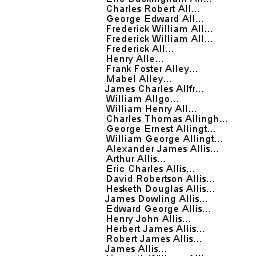 Eric Buckingham All...
Charles Robert All...
George Edward All...
Frederick William All...
Frederick William All...
Frederick All...
Henry Alle...
Frank Foster Alley...
Mabel Alley...
James Charles Allfr...
William Allgo...
William Henry All...
Charles Thomas Allingh...
George Ernest Allingt...
William George Allingt...
Alexander James Allis...
Arthur Allis...
Eric Charles Allis...
David Robertson Allis...
Hesketh Douglas Allis...
James Dowling Allis...
Edward George Allis...
Henry John Allis...
Herbert James Allis...
Robert James Allis...
James Allis...